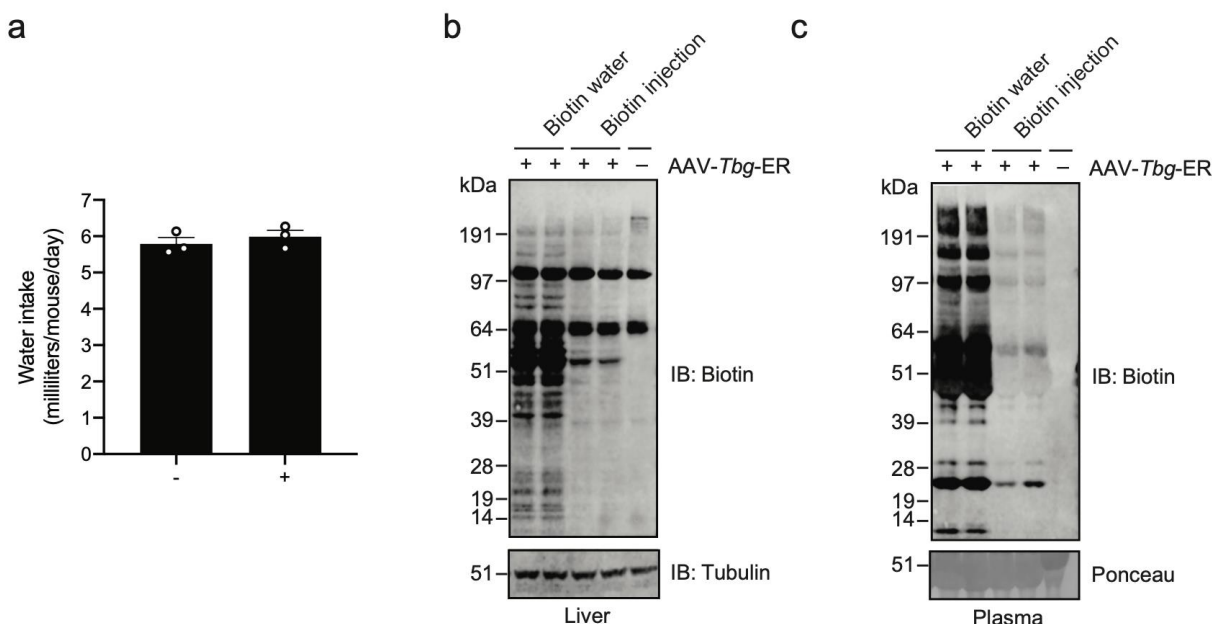 a
Water intake
(milliliters/mouse/day)
7
6
5
4
3
2
1
0
-
+
b
Biotin water
Biotin injection
+ + + + – AAV-Tbg-ER
kDa
191
97
64
51
39
28
19
14
IB: Biotin
51
IB: Tubulin
Liver
c
Biotin water
Biotin injection
+ + + + – AAV-Tbg-ER
kDa
191
97
64
51
39
28
19
14
IB: Biotin
51
Ponceau
Plasma